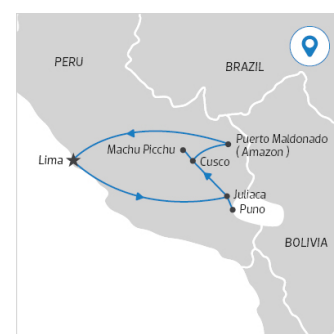 PERU
BRAZIL
Puerto Maldonado
( Amazon )
Machu Picchu
Lima
Cusco
Juliaca
Puno
BOLIVIA